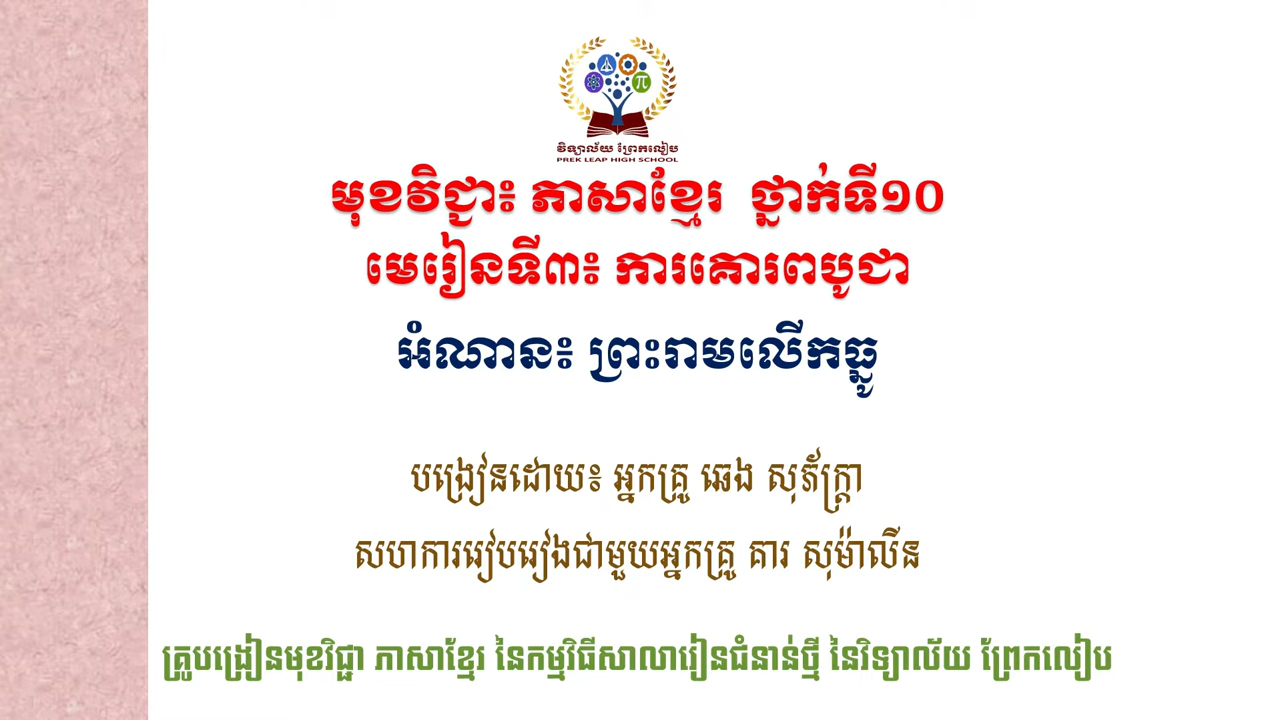 វិទ្យាល័យ ព្រែកលៀប
PREK LEAP HIGH SCHOOL
មុខវិជ្ជា៖ ភាសាខ្មែរ ថ្នាក់ទី១០
មេរៀនទី៣៖ ការគោរពបូជា
អំណាន៖ ព្រះរាមលើកធ្នូ
បង្រៀនដោយ៖ អ្នកគ្រូ ឆេង សុភ័ក្ត្រា
សហការរៀបរៀងជាមួយអ្នកគ្រូ គារ សុម៉ាលីន
គ្រូបង្រៀនមុខវិជ្ជា ភាសាខ្មែរ នៃកម្មវិធីសាលារៀនជំនាន់ថ្មី នៃវិទ្យាល័យ ព្រែកលៀប